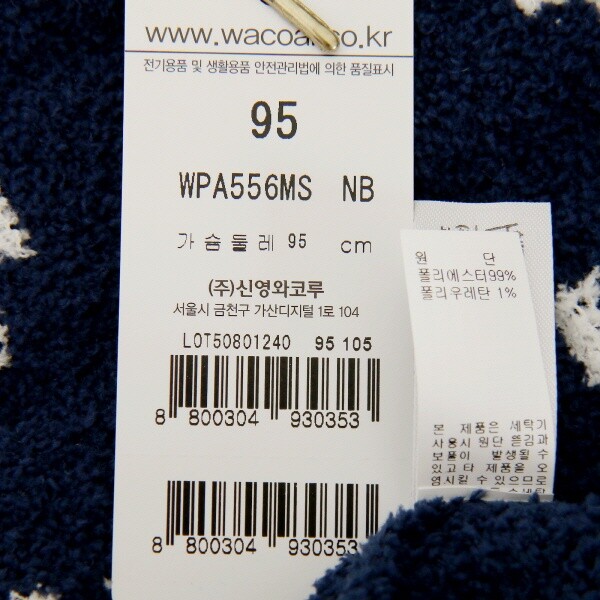 www.wacoal.co.kr
전기용품 및 생활용품 안전관리법에 의한 품질표시
95
WPA556MS NB
가슴둘레 95 cm
(주)신영와코루
서울시 금천구 가산디지털 1로 104
LOT50801240 95 105
8 800304 930353
8 800304 930353
원 단
폴리에스터99%
폴리우레탄 1%
본 제품은 세탁기
사용시 원단 뜯김과
보풀이 발생될 수
있고 타 제품을 오
염시킬 수 있으므로